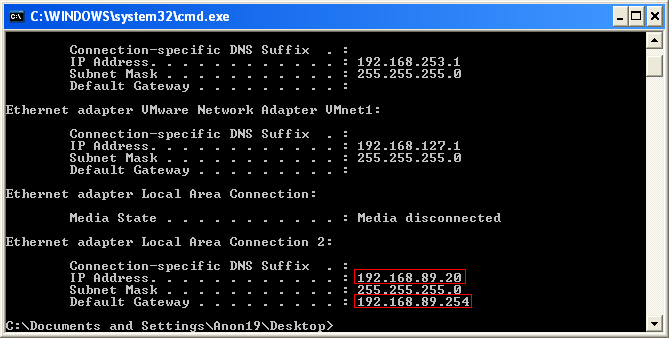 C:\WINDOWS\system32\cmd.exe
Connection-specific DNS Suffix  . :
IP Address. . . . . . . . . . . . : 192.168.253.1
Subnet Mask . . . . . . . . . . . : 255.255.255.0
Default Gateway . . . . . . . . . :
Ethernet adapter VMware Network Adapter VMnet1:
Connection-specific DNS Suffix  . :
IP Address. . . . . . . . . . . . : 192.168.127.1
Subnet Mask . . . . . . . . . . . : 255.255.255.0
Default Gateway . . . . . . . . . :
Ethernet adapter Local Area Connection:
Media State . . . . . . . . . . . : Media disconnected
Ethernet adapter Local Area Connection 2:
Connection-specific DNS Suffix  . :
IP Address. . . . . . . . . . . . : 192.168.89.20
Subnet Mask . . . . . . . . . . . : 255.255.255.0
Default Gateway . . . . . . . . . : 192.168.89.254
C:\Documents and Settings\Anon19\Desktop>